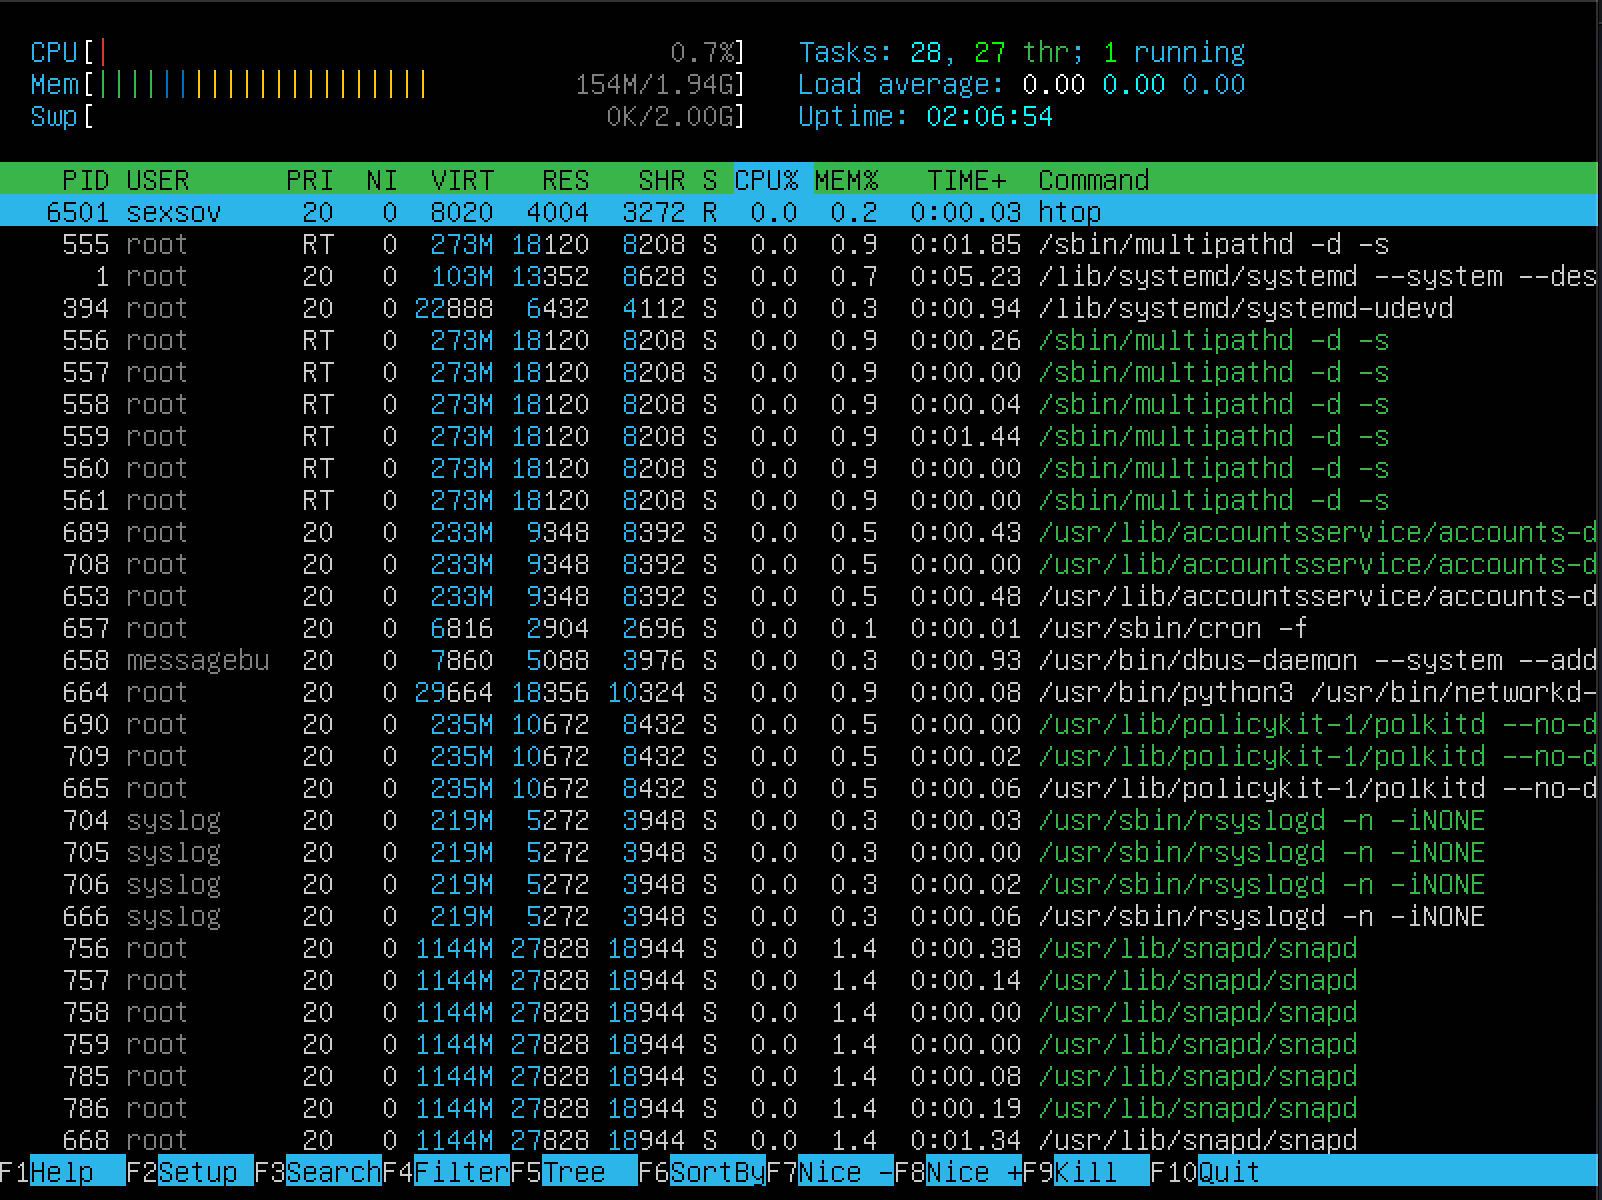 CPU[| 0.7%] Tasks: 28, 27 thr; 1 running
Mem[||||||||||||||||||||| 154M/1.94G] Load average: 0.00 0.00 0.00
Swp[ 0K/2.00G] Uptime: 02:06:54
PID USER PRI NI VIRT RES SHR S CPU% MEM% TIME+ Command
6501 sexsov 20 0 8020 4004 3272 R 0.0 0.2 0:00.03 htop
555 root RT 0 273M 18120 8208 S 0.0 0.9 0:01.85 /sbin/multipathd -d -s
1 root 20 0 103M 13352 8628 S 0.0 0.7 0:05.23 /lib/systemd/systemd --system --des
394 root 20 0 22888 6432 4112 S 0.0 0.3 0:00.94 /lib/systemd/systemd-udevd
556 root RT 0 273M 18120 8208 S 0.0 0.9 0:00.26 /sbin/multipathd -d -s
557 root RT 0 273M 18120 8208 S 0.0 0.9 0:00.00 /sbin/multipathd -d -s
558 root RT 0 273M 18120 8208 S 0.0 0.9 0:00.04 /sbin/multipathd -d -s
559 root RT 0 273M 18120 8208 S 0.0 0.9 0:01.44 /sbin/multipathd -d -s
560 root RT 0 273M 18120 8208 S 0.0 0.9 0:00.00 /sbin/multipathd -d -s
561 root RT 0 273M 18120 8208 S 0.0 0.9 0:00.00 /sbin/multipathd -d -s
689 root 20 0 233M 9348 8392 S 0.0 0.5 0:00.43 /usr/lib/accountsservice/accounts-d
708 root 20 0 233M 9348 8392 S 0.0 0.5 0:00.00 /usr/lib/accountsservice/accounts-d
653 root 20 0 233M 9348 8392 S 0.0 0.5 0:00.48 /usr/lib/accountsservice/accounts-d
657 root 20 0 6816 2904 2696 S 0.0 0.1 0:00.01 /usr/sbin/cron -f
658 messagebu 20 0 7860 5088 3976 S 0.0 0.3 0:00.93 /usr/bin/dbus-daemon --system --add
664 root 20 0 29664 18356 10324 S 0.0 0.9 0:00.08 /usr/bin/python3 /usr/bin/networkd-
690 root 20 0 235M 10672 8432 S 0.0 0.5 0:00.00 /usr/lib/policykit-1/polkitd --no-d
709 root 20 0 235M 10672 8432 S 0.0 0.5 0:00.02 /usr/lib/policykit-1/polkitd --no-d
665 root 20 0 235M 10672 8432 S 0.0 0.5 0:00.06 /usr/lib/policykit-1/polkitd --no-d
704 syslog 20 0 219M 5272 3948 S 0.0 0.3 0:00.03 /usr/sbin/rsyslogd -n -iNONE
705 syslog 20 0 219M 5272 3948 S 0.0 0.3 0:00.00 /usr/sbin/rsyslogd -n -iNONE
706 syslog 20 0 219M 5272 3948 S 0.0 0.3 0:00.02 /usr/sbin/rsyslogd -n -iNONE
666 syslog 20 0 219M 5272 3948 S 0.0 0.3 0:00.06 /usr/sbin/rsyslogd -n -iNONE
756 root 20 0 1144M 27828 18944 S 0.0 1.4 0:00.38 /usr/lib/snapd/snapd
757 root 20 0 1144M 27828 18944 S 0.0 1.4 0:00.14 /usr/lib/snapd/snapd
758 root 20 0 1144M 27828 18944 S 0.0 1.4 0:00.00 /usr/lib/snapd/snapd
759 root 20 0 1144M 27828 18944 S 0.0 1.4 0:00.00 /usr/lib/snapd/snapd
785 root 20 0 1144M 27828 18944 S 0.0 1.4 0:00.08 /usr/lib/snapd/snapd
786 root 20 0 1144M 27828 18944 S 0.0 1.4 0:00.19 /usr/lib/snapd/snapd
668 root 20 0 1144M 27828 18944 S 0.0 1.4 0:01.34 /usr/lib/snapd/snapd
F1Help F2Setup F3SearchF4FilterF5Tree F6SortByF7Nice -F8Nice +F9Kill F10Quit